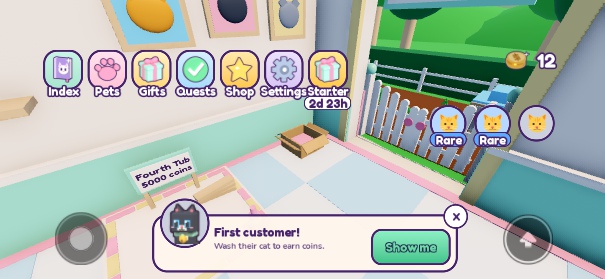 12
Index
Pets
Gifts
Quests
Shop
Settings
Starter
2d 23h
Rare
Rare
Fourth Tub
5000 coins
First customer!
Wash their cat to earn coins.
Show me
X